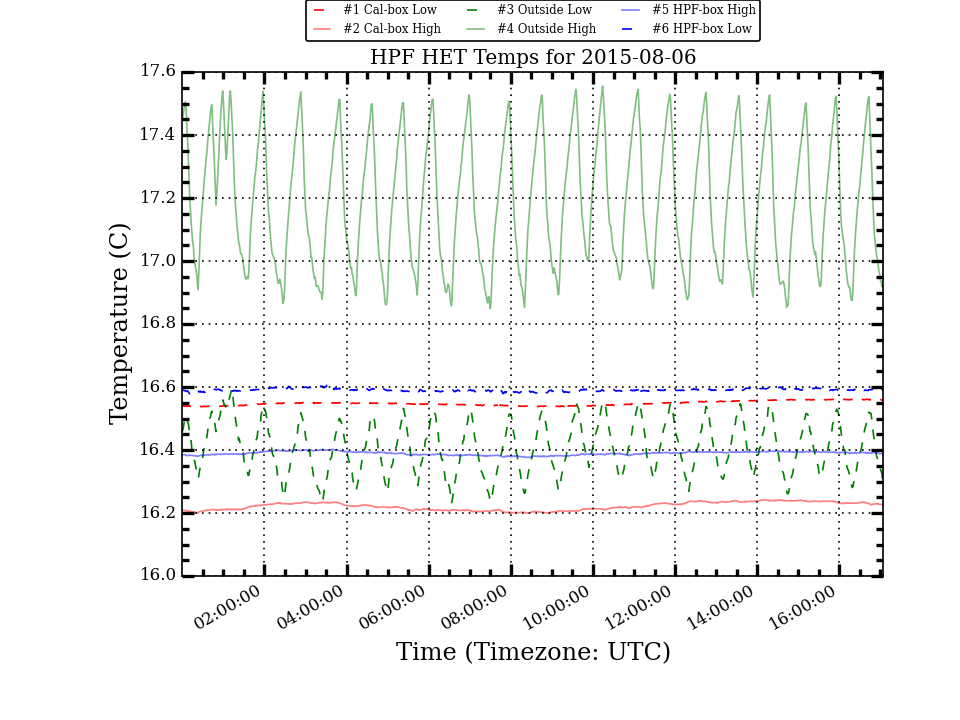 #1 Cal-box Low #3 Outside Low #5 HPF-box High
#2 Cal-box High #4 Outside High #6 HPF-box Low
HPF HET Temps for 2015-08-06
17.6
17.4
17.2
17.0
16.8
16.6
16.4
16.2
16.0
Temperature (C)
02:00:00 04:00:00 06:00:00 08:00:00 10:00:00 12:00:00 14:00:00 16:00:00
Time (Timezone: UTC)